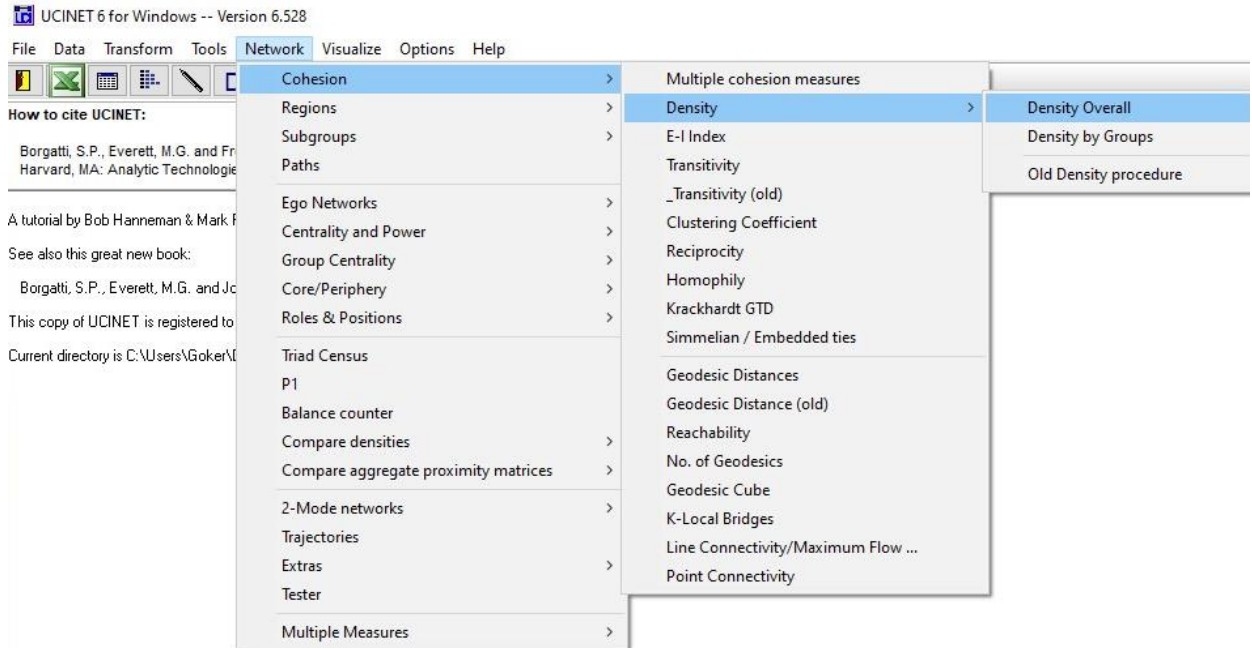 UCINET 6 for Windows -- Version 6.528
File Data Transform Tools Network Visualize Options Help
How to cite UCINET:
Borgatti, S.P., Everett, M.G. and
Harvard, MA: Analytic
A tutorial by Bob Hanneman & Mark
See also this great new book:
Borgatti, S.P., Everett, M.G. and
This copy of UCINET is registered to
Current directory is C:\Users\Goker\
Cohesion
Regions
Subgroups
Paths
Ego Networks
Centrality and Power
Group Centrality
Core/Periphery
Roles & Positions
Triad Census
P1
Balance counter
Compare densities
Compare aggregate proximity matrices
2-Mode networks
Trajectories
Extras
Tester
Multiple Measures
Multiple cohesion measures
Density
E-I Index
Transitivity
_Transitivity (old)
Clustering Coefficient
Reciprocity
Homophily
Krackhardt GTD
Simmelian / Embedded ties
Geodesic Distances
Geodesic Distance (old)
Reachability
No. of Geodesics
Geodesic Cube
K-Local Bridges
Line Connectivity/Maximum Flow ...
Point Connectivity
Density Overall
Density by Groups
Old Density procedure